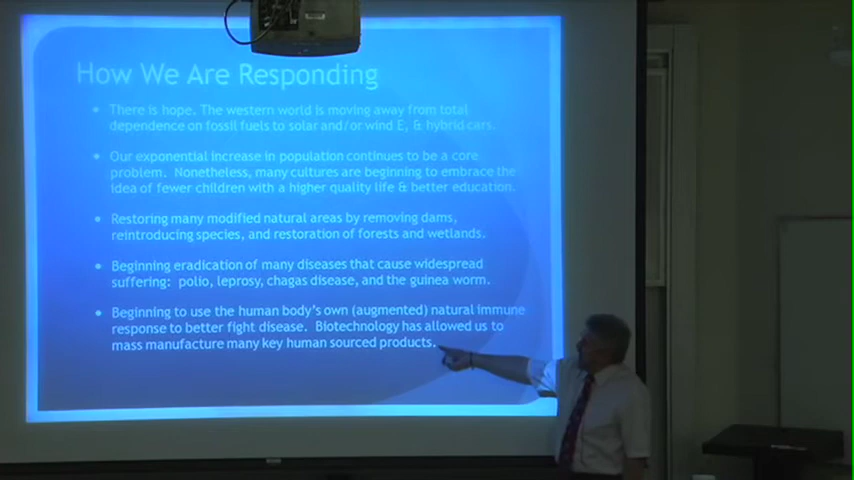 How We Are Responding
• There is hope. The western world is moving away from total
dependence on fossil fuels to solar and/or wind E, & hybrid cars.
• Our exponential increase in population continues to be a core
problem. Nonetheless, many cultures are beginning to embrace the
idea of fewer children with a higher quality life & better education.
• Restoring many modified natural areas by removing dams,
reintroducing species, and restoration of forests and wetlands.
• Beginning eradication of many diseases that cause widespread
suffering: polio, leprosy, chagas disease, and the guinea worm.
• Beginning to use the human body's own (augmented) natural immune
response to better fight disease. Biotechnology has allowed us to
mass manufacture many key human sourced products.